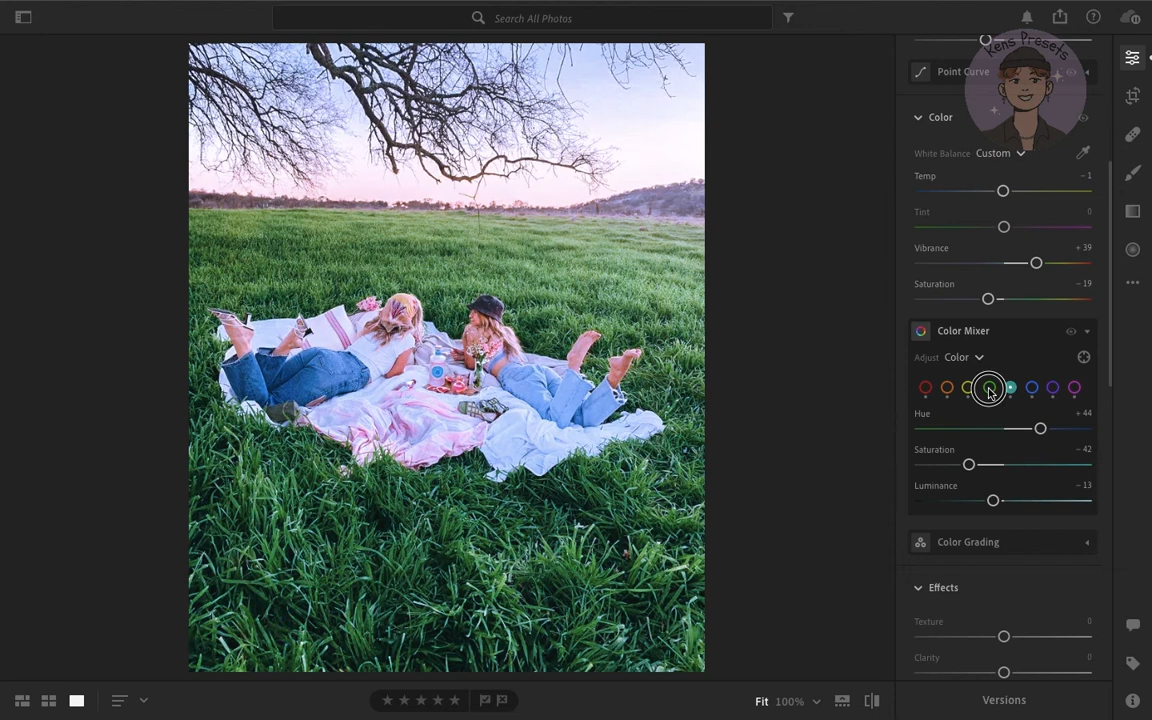 Search All Photos
Kens Presets
Point Curve
Color
White Balance Custom
Temp - 1
Tint 0
Vibrance + 39
Saturation - 19
Color Mixer
Adjust Color
Hue + 44
Saturation - 42
Luminance - 13
Color Grading
Effects
Texture 0
Clarity 0
Fit 100%
Versions